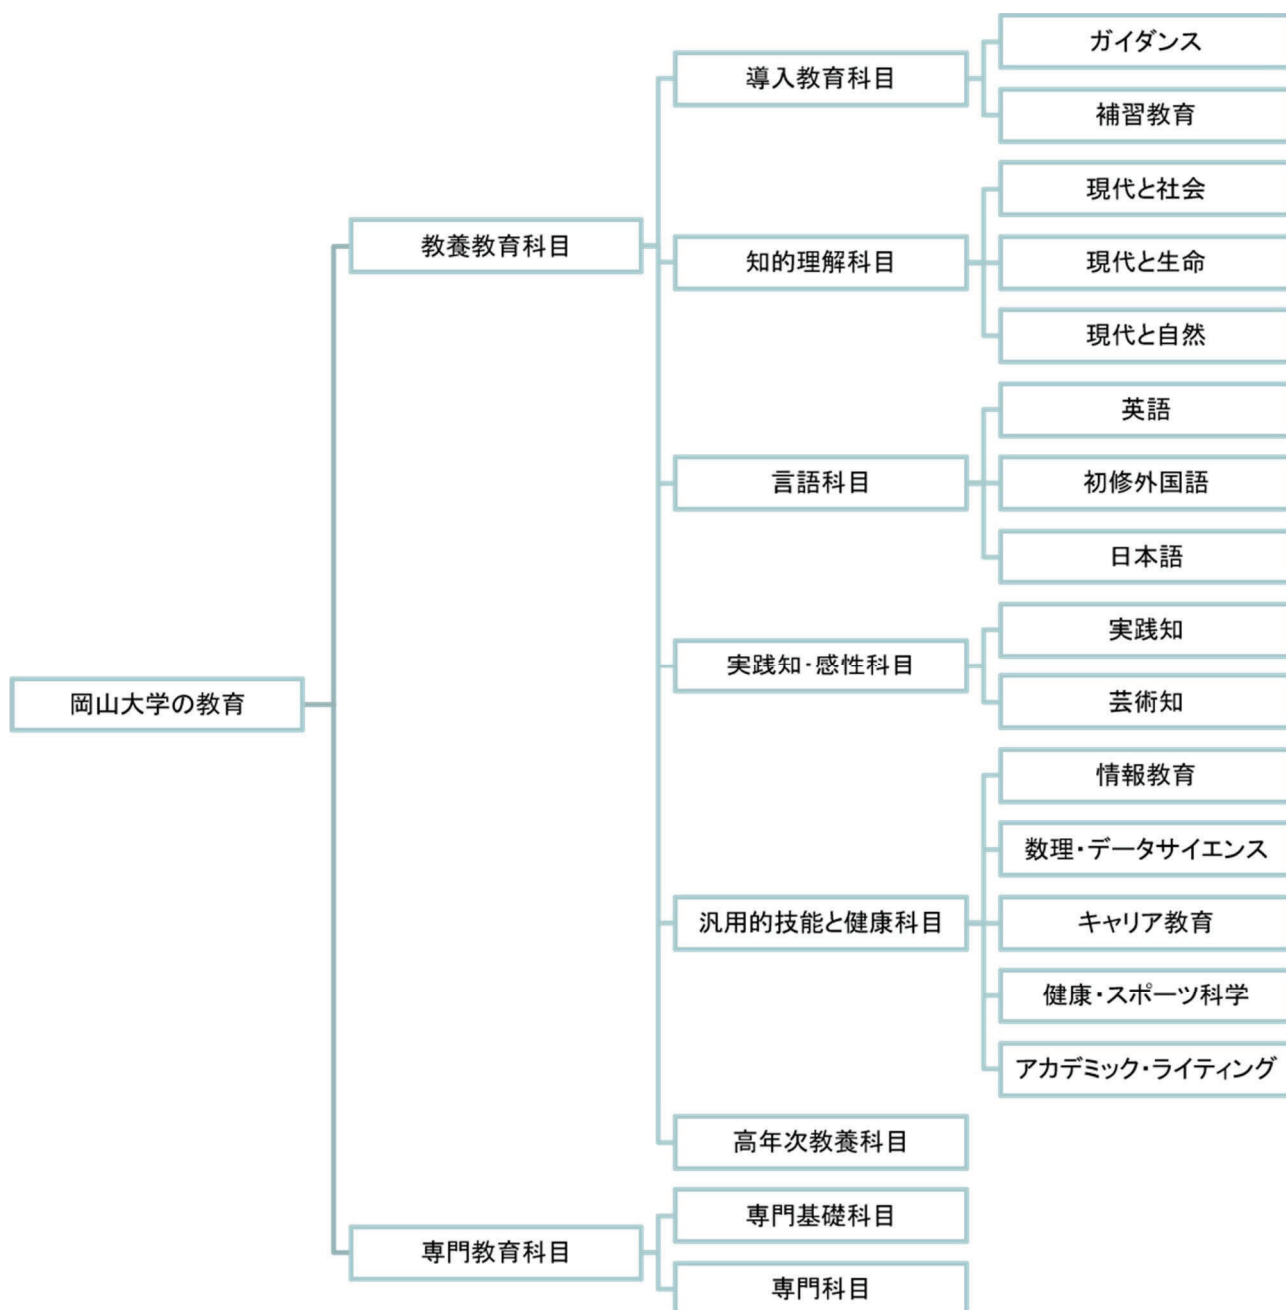 岡山大学の教育
教養教育科目
導入教育科目
ガイダンス
補習教育
知的理解科目
現代と社会
現代と生命
現代と自然
言語科目
英語
初修外国語
日本語
実践知・感性科目
実践知
芸術知
汎用的技能と健康科目
情報教育
数理・データサイエンス
キャリア教育
健康・スポーツ科学
アカデミック・ライティング
高年次教養科目
専門教育科目
専門基礎科目
専門科目